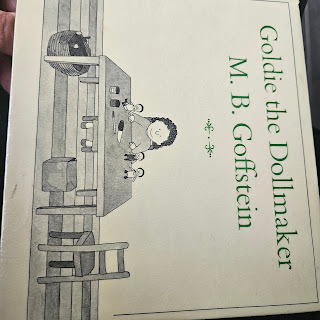 Goldie the Dollmaker
M. B. Goffstein